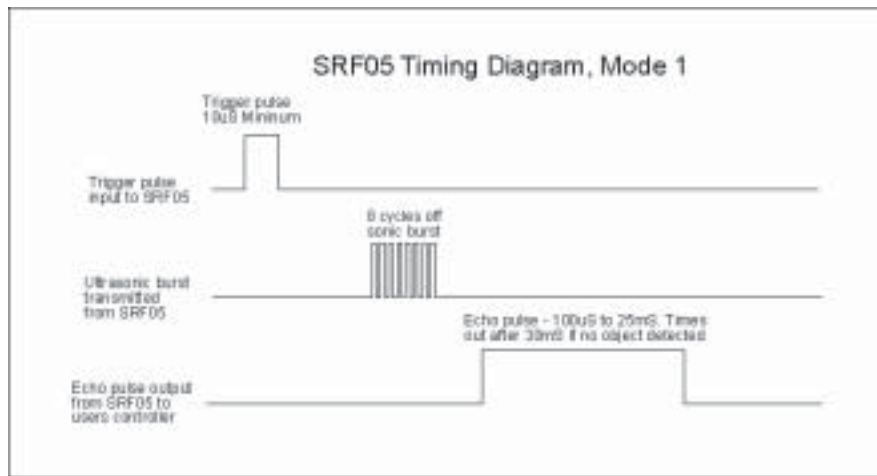 SRF05 Timing Diagram, Mode 1
Trigger pulse
10uS Minimum
Trigger pulse
input to SRF05
8 cycles off
sonic burst
Ultrasonic burst
transmitted
from SRF05
Echo pulse - 100uS to 25mS. Times
out after 30mS if no object detected
Echo pulse output
from SRF05 to
users controller